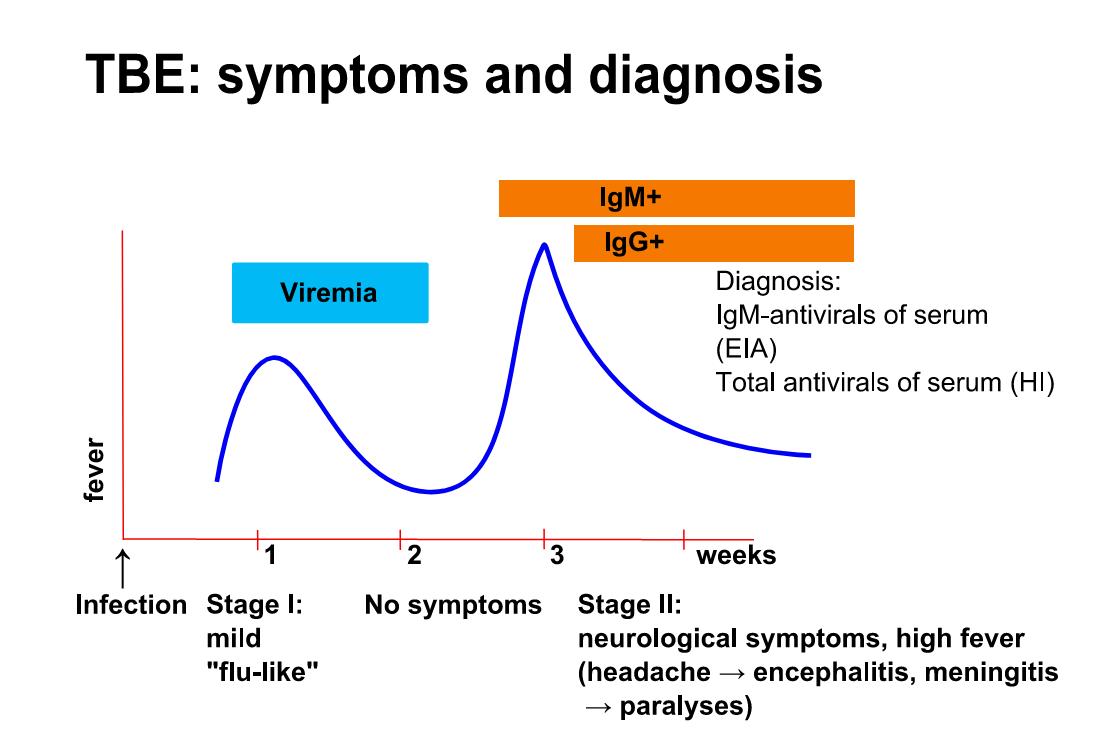 TBE: symptoms and diagnosis
IgM+
IgG+
Viremia
Diagnosis:
IgM-antivirals of serum
(EIA)
Total antivirals of serum (HI)
fever
1
2
3
weeks
Infection
Stage I:
mild
"flu-like"
No symptoms
Stage II:
neurological symptoms, high fever
(headache → encephalitis, meningitis
→ paralyses)